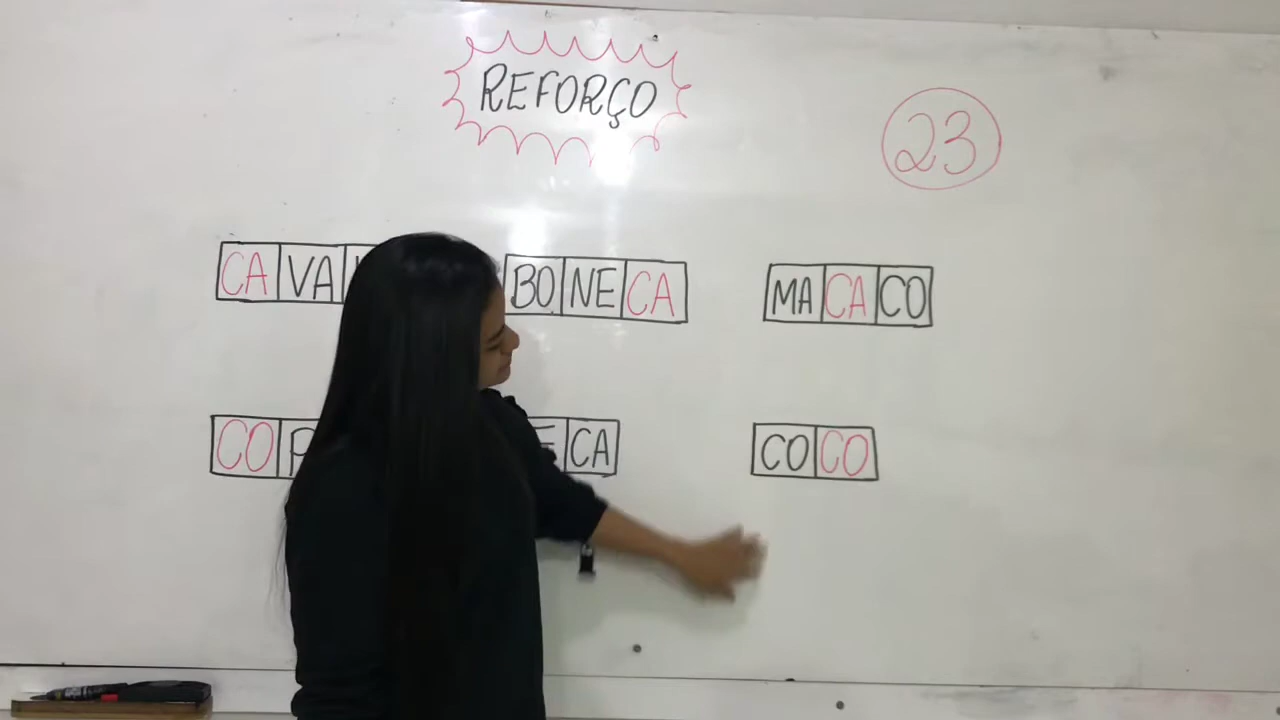 REFORÇO
23
CA VA
BO NE CA
MA CA CO
CO
CA
CO CO